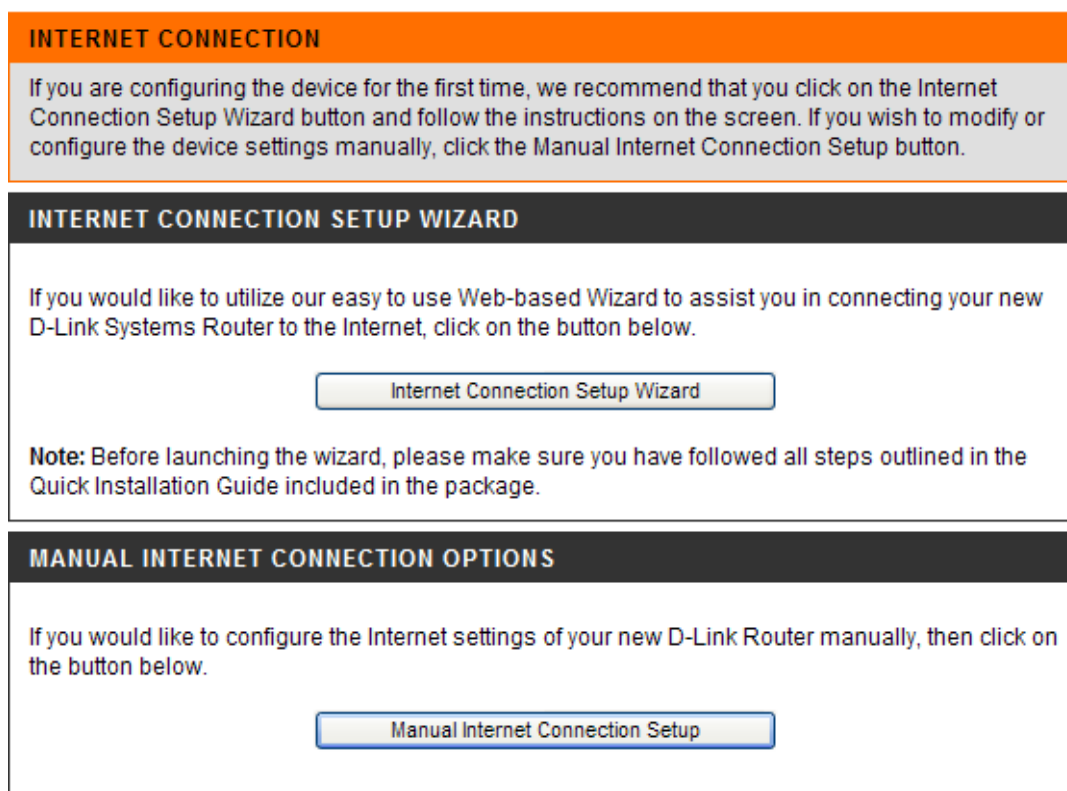 INTERNET CONNECTION
If you are configuring the device for the first time, we recommend that you click on the Internet
Connection Setup Wizard button and follow the instructions on the screen. If you wish to modify or
configure the device settings manually, click the Manual Internet Connection Setup button.
INTERNET CONNECTION SETUP WIZARD
If you would like to utilize our easy to use Web-based Wizard to assist you in connecting your new
D-Link Systems Router to the Internet, click on the button below.
Internet Connection Setup Wizard
Note: Before launching the wizard, please make sure you have followed all steps outlined in the
Quick Installation Guide included in the package.
MANUAL INTERNET CONNECTION OPTIONS
If you would like to configure the Internet settings of your new D-Link Router manually, then click on
the button below.
Manual Internet Connection Setup